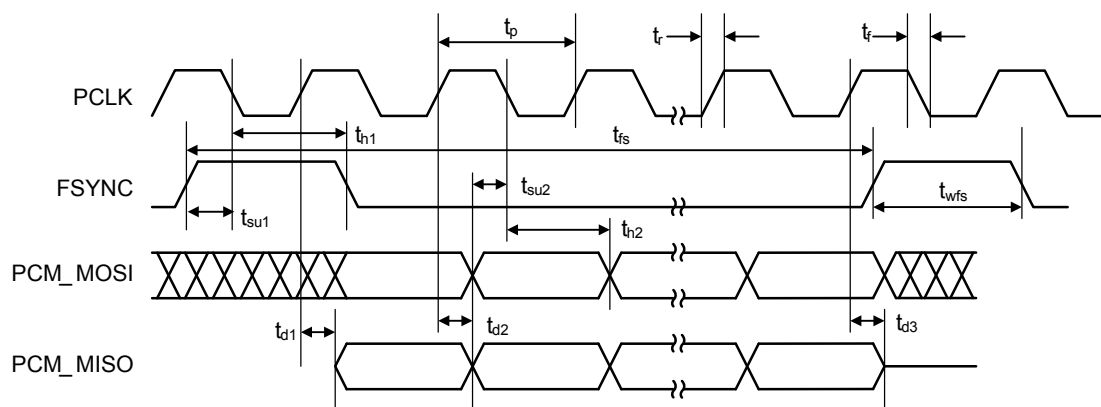 tp
tr
tf
PCLK
th1
tfs
FSYNC
tsu2
twfs
tsu1
th2
PCM_MOSI
td1
td2
td3
PCM_MISO